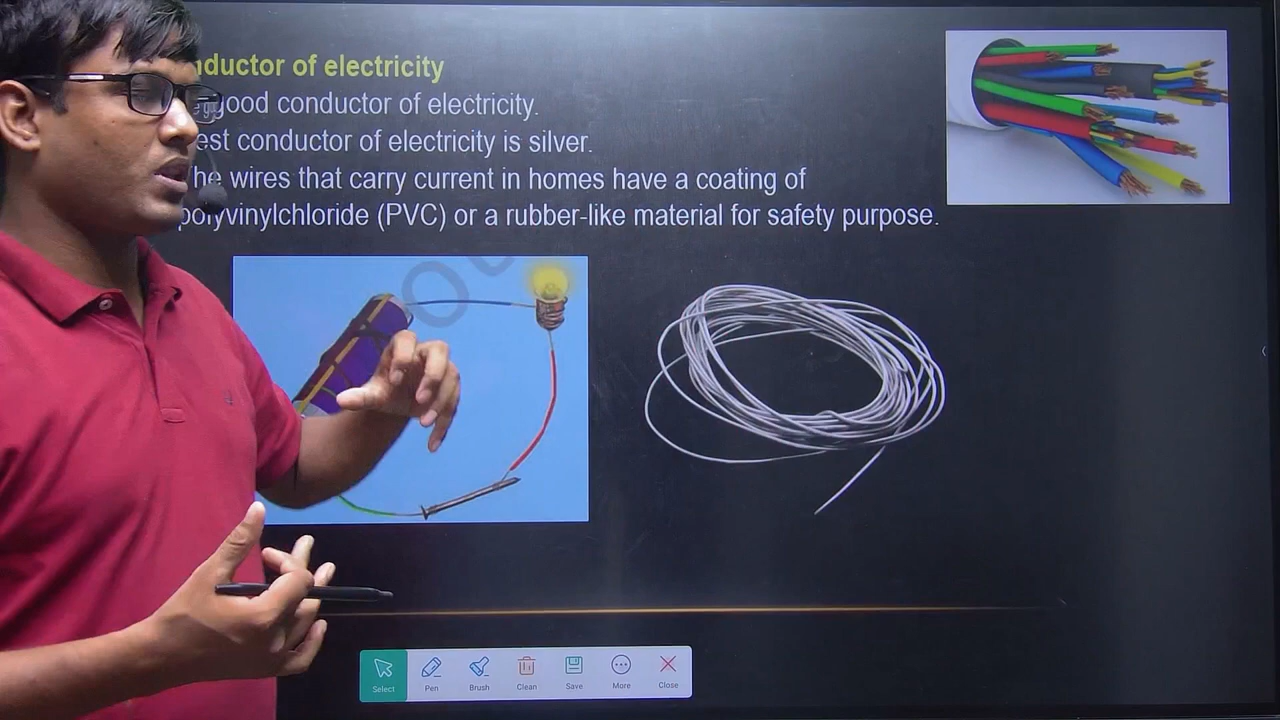 nductor of electricity
good conductor of electricity.
est conductor of electricity is silver.
he wires that carry current in homes have a coating of
polyvinylchloride (PVC) or a rubber-like material for safety purpose.
Select Pen Brush Clean Save More Close